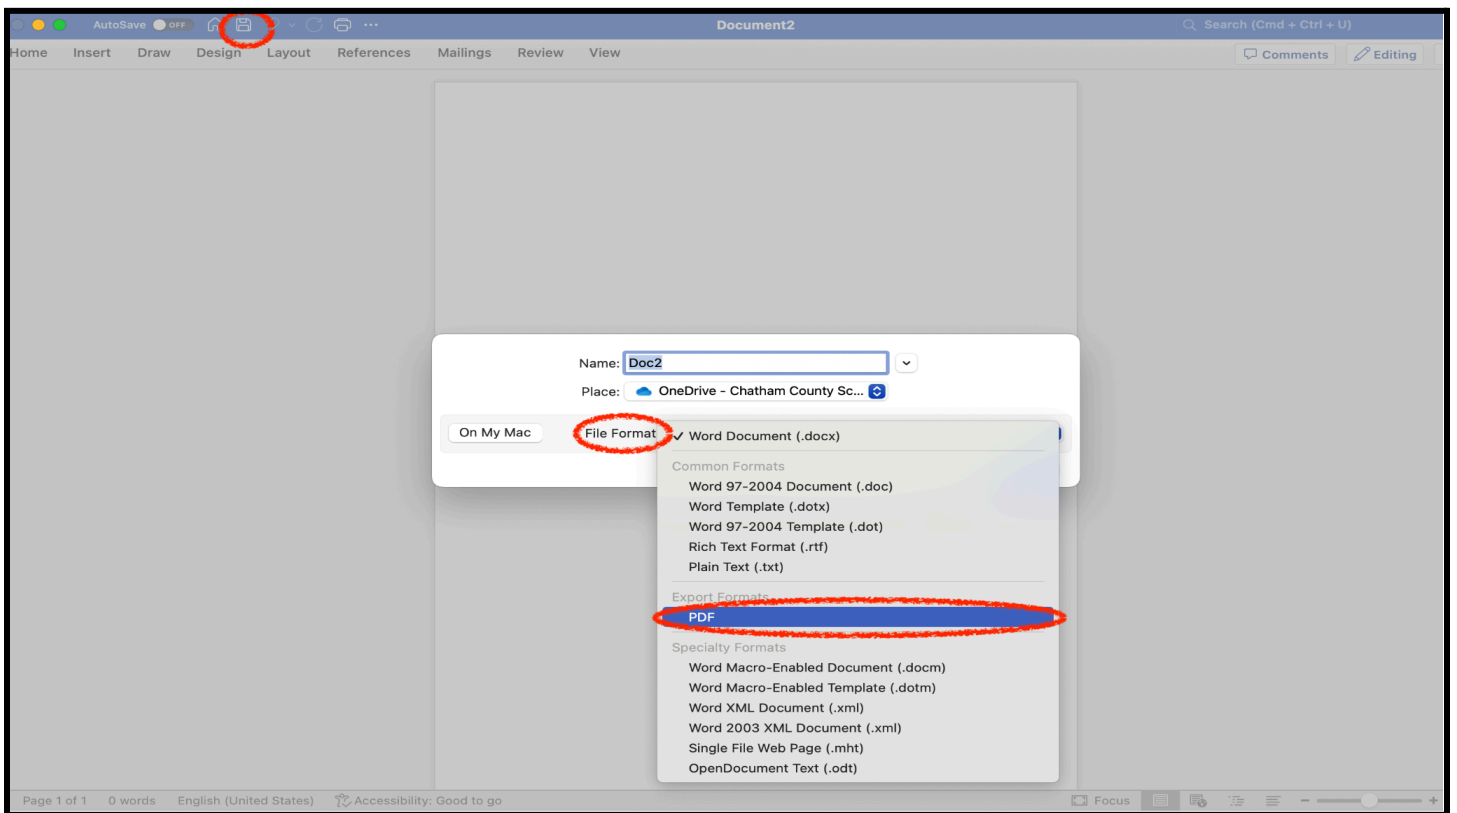 AutoSave OFF Document2 Search (Cmd + Ctrl + U)
Home Insert Draw Design Layout References Mailings Review View Comments Editing
Name: Doc2
Place: OneDrive - Chatham County Sc...
On My Mac File Format ✓ Word Document (.docx)
Common Formats
Word 97-2004 Document (.doc)
Word Template (.dotx)
Word 97-2004 Template (.dot)
Rich Text Format (.rtf)
Plain Text (.txt)
Export Formats
PDF
Specialty Formats
Word Macro-Enabled Document (.docm)
Word Macro-Enabled Template (.dotm)
Word XML Document (.xml)
Word 2003 XML Document (.xml)
Single File Web Page (.mht)
OpenDocument Text (.odt)
Page 1 of 1 0 words English (United States) Accessibility: Good to go Focus